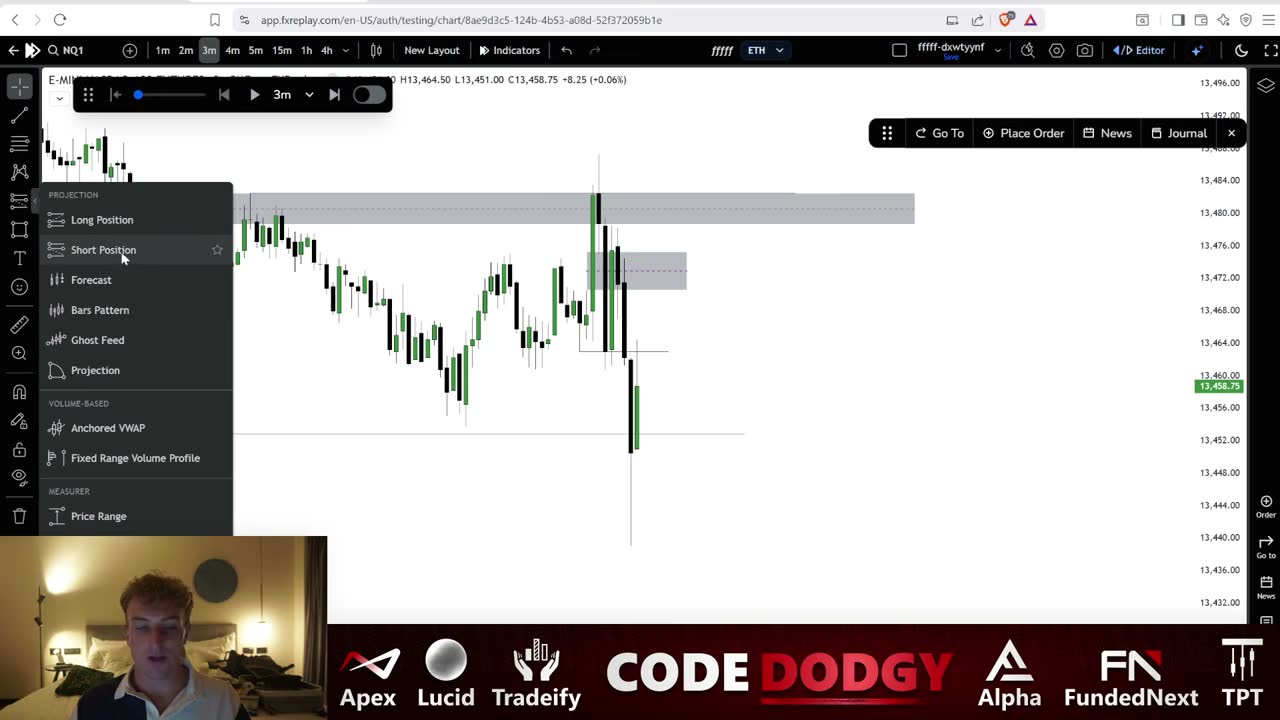 app.fxreplay.com/en-US/auth/testing/chart/8ae9d3c5-124b-4b53-a08d-52f372059b1e
NQ1 1m 2m 3m 4m 5m 15m 1h 4h New Layout Indicators fffff ETH fffff-dxwtyynf Save Editor
H13,464.50 L13,451.00 C13,458.75 +8.25 (+0.06%)
3m
Go To Place Order News Journal
PROJECTION
Long Position
Short Position
Forecast
Bars Pattern
Ghost Feed
Projection
VOLUME-BASED
Anchored VWAP
Fixed Range Volume Profile
MEASURER
Price Range
13,496.00
13,484.00
13,480.00
13,476.00
13,472.00
13,468.00
13,464.00
13,460.00
13,458.75
13,456.00
13,452.00
13,448.00
13,444.00
13,440.00
13,436.00
13,432.00
Order
Go to
News
CODE DODGY
Apex Lucid Tradeify Alpha FundedNext TPT